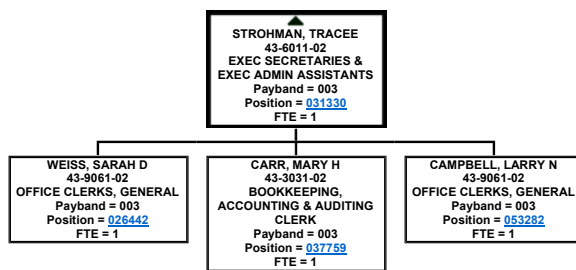 STROHMAN, TRACEE
43-6011-02
EXEC SECRETARIES &
EXEC ADMIN ASSISTANTS
Payband = 003
Position = 031330
FTE = 1
WEISS, SARAH D
43-9061-02
OFFICE CLERKS, GENERAL
Payband = 003
Position = 026442
FTE = 1
CARR, MARY H
43-3031-02
BOOKKEEPING,
ACCOUNTING & AUDITING
CLERK
Payband = 003
Position = 037759
FTE = 1
CAMPBELL, LARRY N
43-9061-02
OFFICE CLERKS, GENERAL
Payband = 003
Position = 053282
FTE = 1